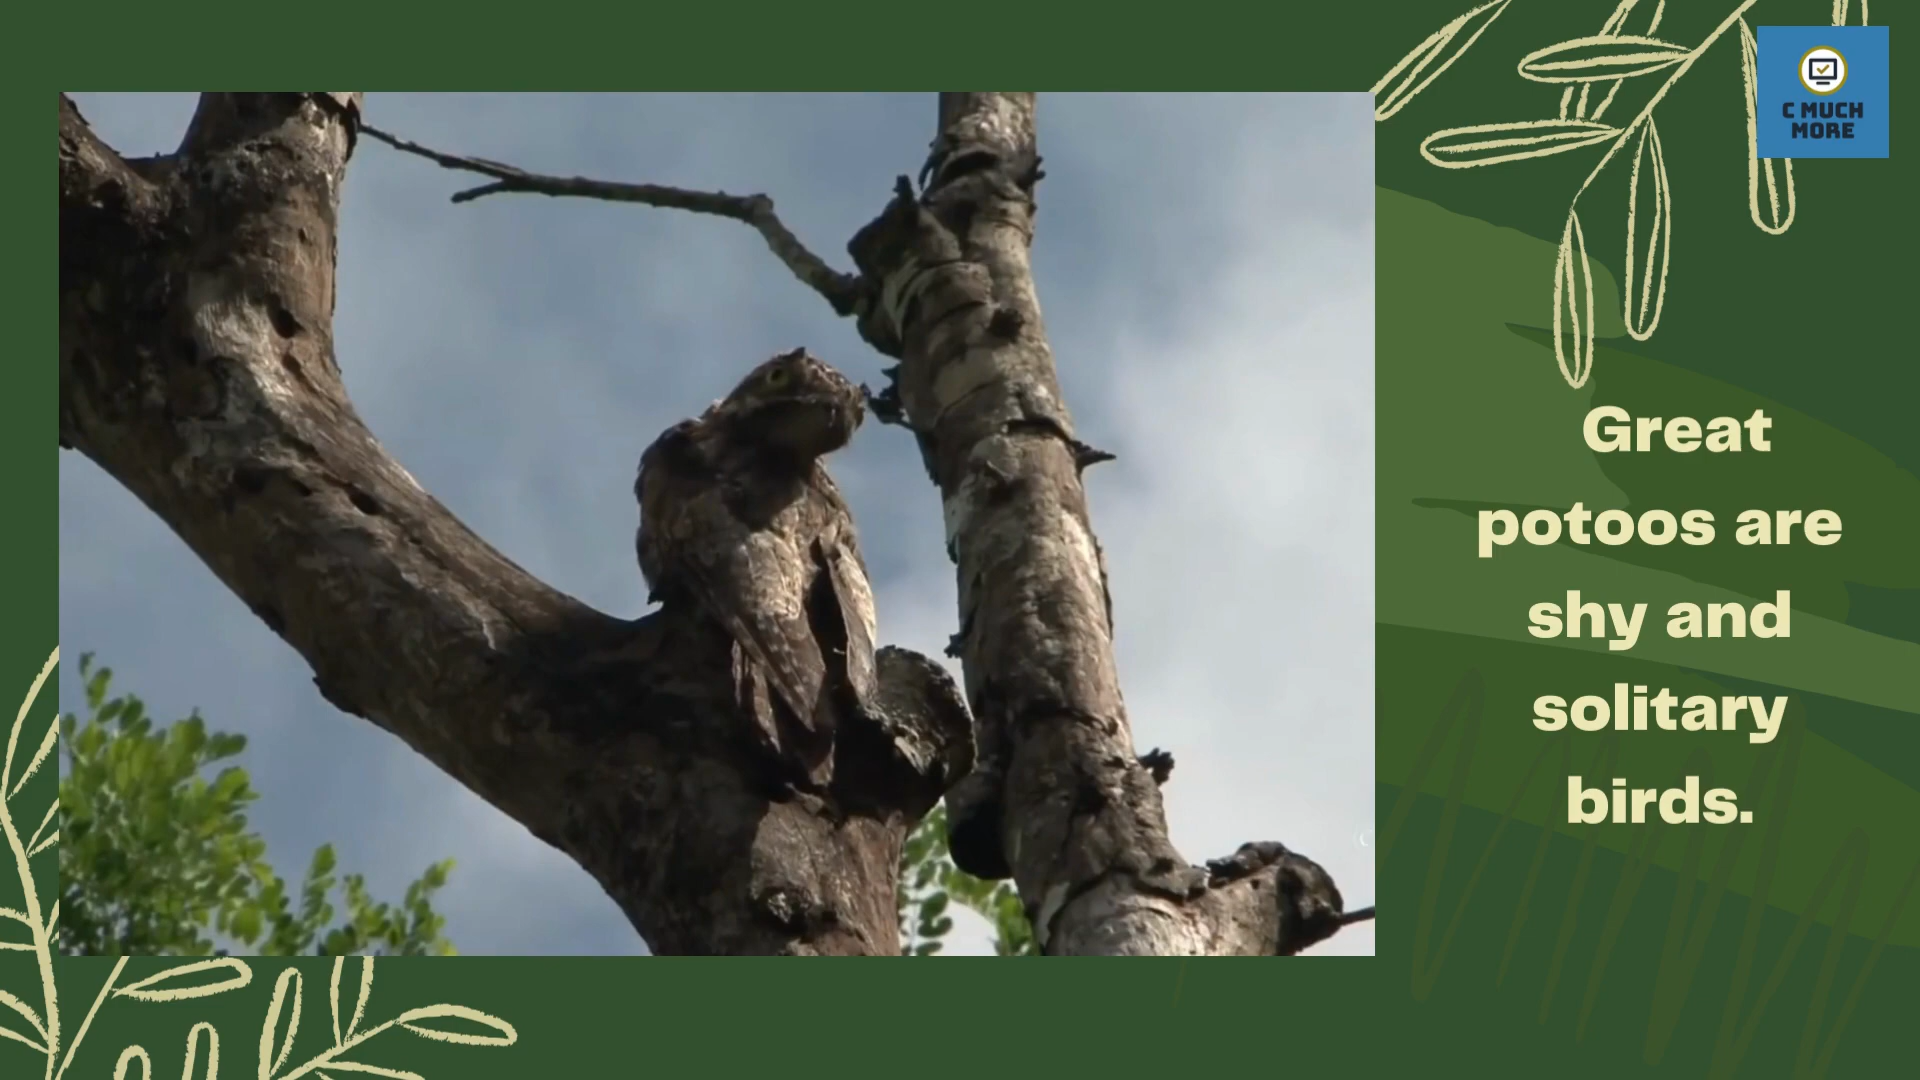 C MUCH
MORE
Great
potoos are
shy and
solitary
birds.